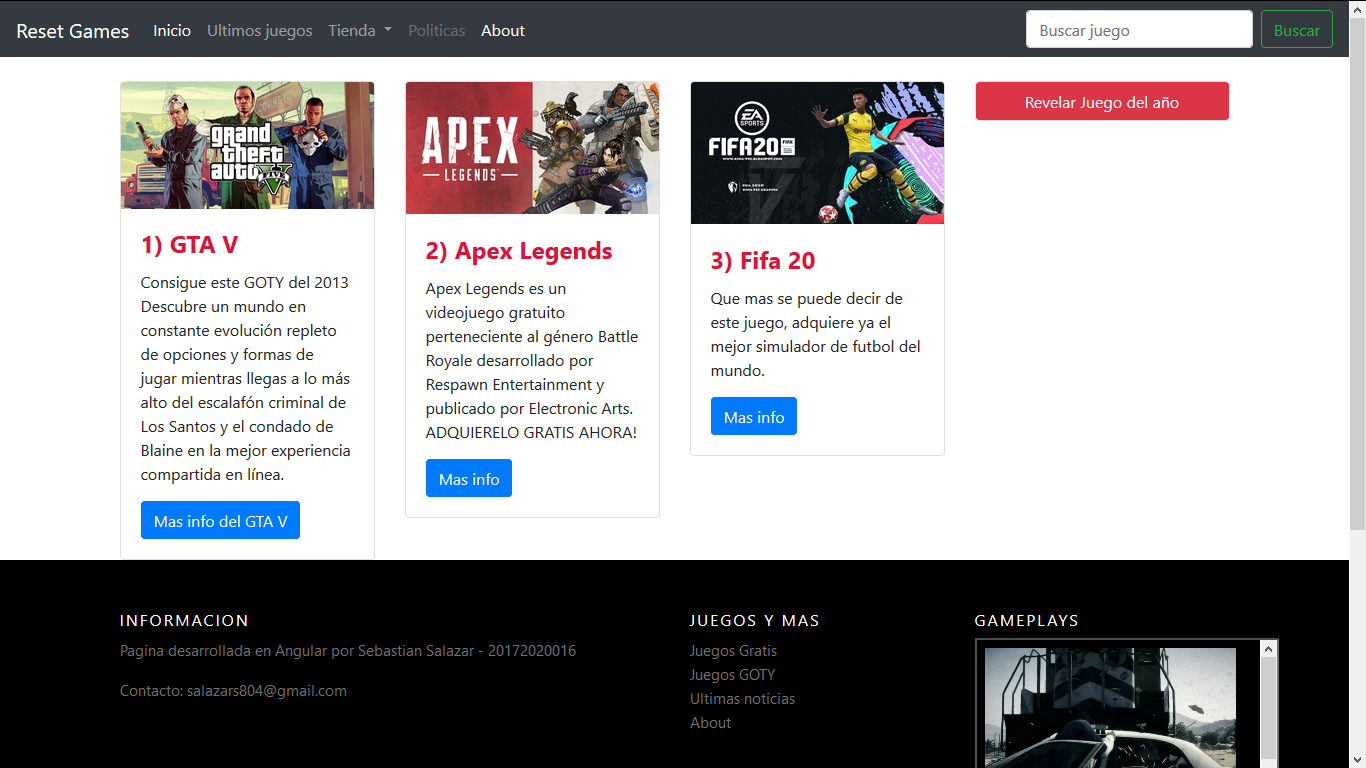 Reset Games Inicio Ultimos juegos Tienda Politicas About Buscar juego Buscar
grand
theft
auto
V
FIVE
1) GTA V
Consigue este GOTY del 2013
Descubre un mundo en
constante evolución repleto
de opciones y formas de
jugar mientras llegas a lo más
alto del escalafón criminal de
Los Santos y el condado de
Blaine en la mejor experiencia
compartida en línea.
Mas info del GTA V
APEX
LEGENDS
2) Apex Legends
Apex Legends es un
videojuego gratuito
perteneciente al género Battle
Royale desarrollado por
Respawn Entertainment y
publicado por Electronic Arts.
ADQUIERELO GRATIS AHORA!
Mas info
EA
SPORTS
FIFA20
3) Fifa 20
Que mas se puede decir de
este juego, adquiere ya el
mejor simulador de futbol del
mundo.
Mas info
Revelar Juego del año
INFORMACION
Pagina desarrollada en Angular por Sebastian Salazar - 20172020016
Contacto: salazars804@gmail.com
JUEGOS Y MAS
Juegos Gratis
Juegos GOTY
Ultimas noticias
About
GAMEPLAYS